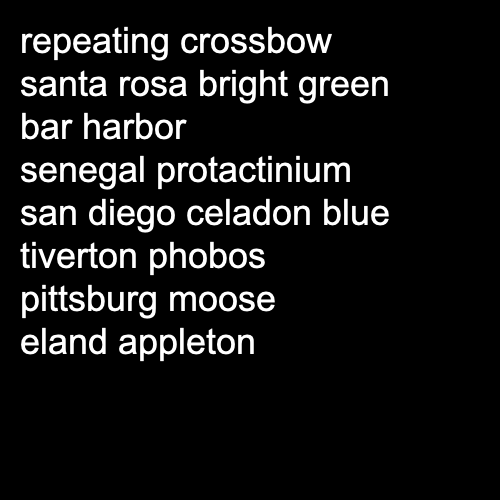 repeating crossbow
santa rosa bright green
bar harbor
senegal protactinium
san diego celadon blue
tiverton phobos
pittsburg moose
eland appleton